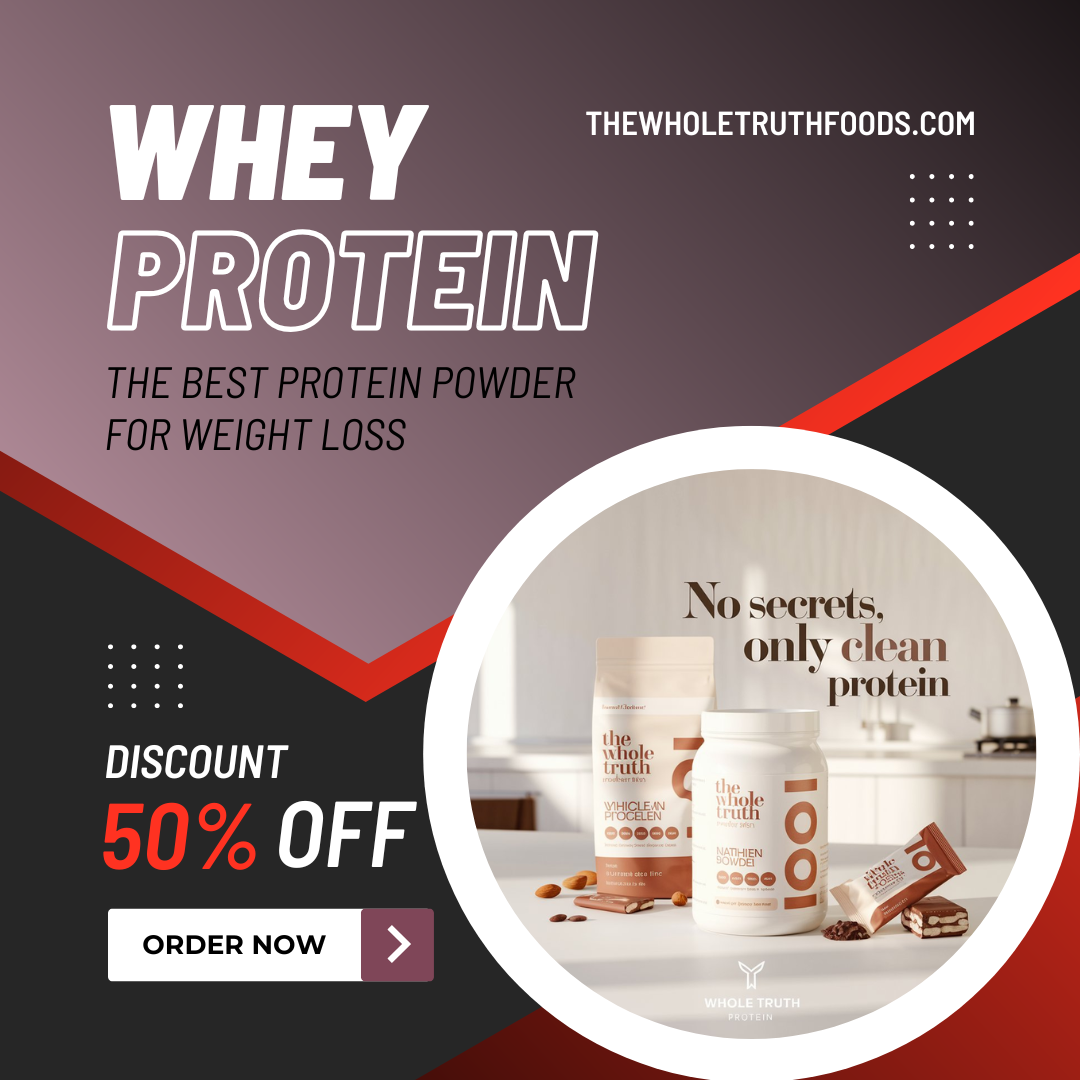 WHEY
THEWHOLETRUTHFOODS.COM
PROTEIN
THE BEST PROTEIN POWDER
FOR WEIGHT LOSS
No secrets,
only clean
protein
the
whole
truth
the
whole
truth
DISCOUNT
50% OFF
ORDER NOW
WHOLE TRUTH
PROTEIN